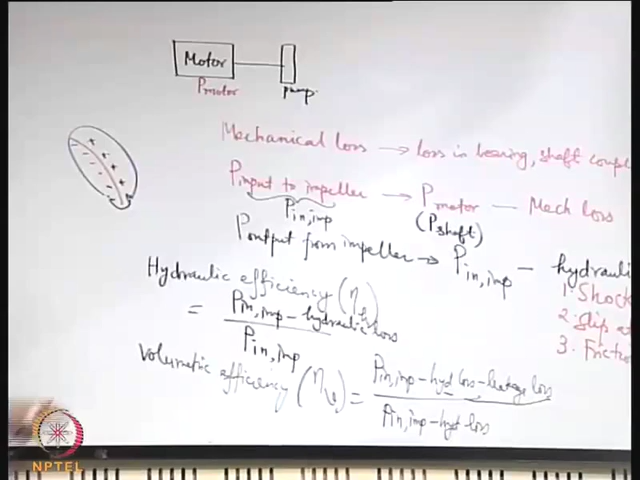 Motor
Pmotor
pump
Mechanical loss → loss in bearing, shaft coupl
Pinput to impeller → Pmotor — Mech loss
Pin,imp
(Pshaft)
Poutput from impeller → Pin,imp — hydrauli
1. Shock
2. Slip
3. Friction
Hydraulic efficiency (ηh)
= Pin,imp – hydraulic loss
Pin,imp
Volumetric efficiency (ηv) = Pin,imp – hyd loss – leakage loss
Pin,imp – hyd loss
NPTEL